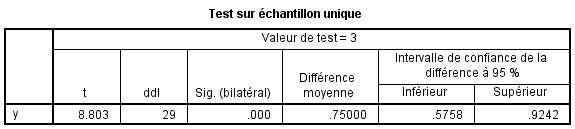 Test sur échantillon unique
Valeur de test = 3
Intervalle de confiance de la
différence à 95 %
Différence
t ddl Sig. (bilatéral) moyenne Inférieur Supérieur
y 8.803 29 .000 .75000 .5758 .9242